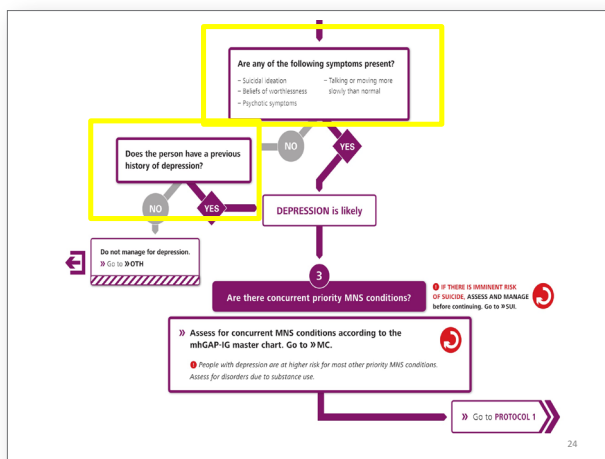 Are any of the following symptoms present?
– Suicidal ideation
– Beliefs of worthlessness
– Psychotic symptoms
– Talking or moving more
slowly than normal
NO
YES
Does the person have a previous
history of depression?
NO
YES
DEPRESSION is likely
Do not manage for depression.
» Go to » OTH
3
Are there concurrent priority MNS conditions?
! IF THERE IS IMMINENT RISK
OF SUICIDE, ASSESS AND MANAGE
before continuing. Go to » SUI.
» Assess for concurrent MNS conditions according to the
mhGAP-IG master chart. Go to » MC.
! People with depression are at higher risk for most other priority MNS conditions.
Assess for disorders due to substance use.
» Go to PROTOCOL 1
24